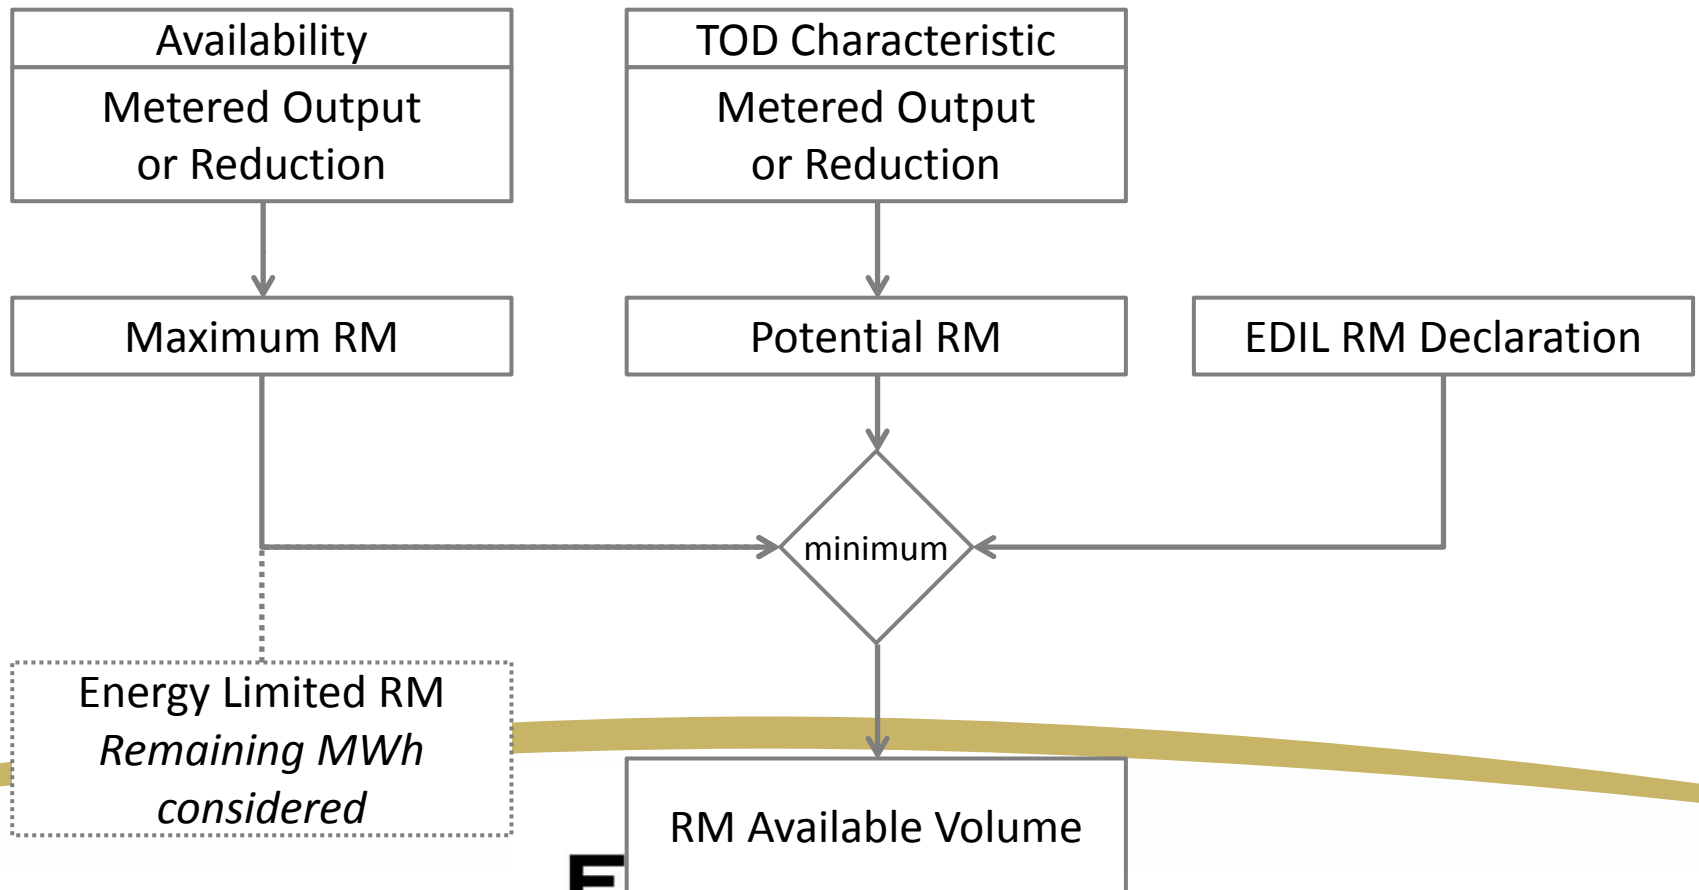 Availability
Metered Output
or Reduction
TOD Characteristic
Metered Output
or Reduction
Maximum RM
Potential RM
EDIL RM Declaration
minimum
Energy Limited RM
Remaining MWh
considered
RM Available Volume